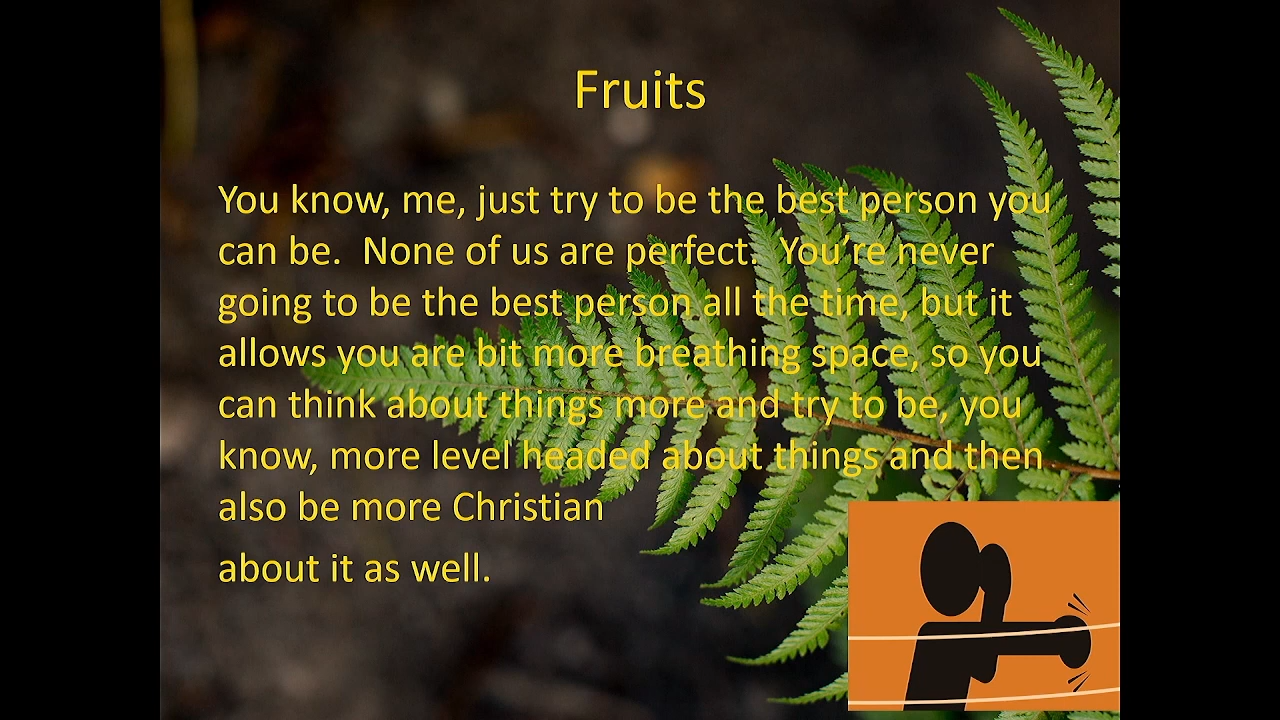 Fruits
You know, me, just try to be the best person you
can be.  None of us are perfect.  You're never
going to be the best person all the time, but it
allows you are bit more breathing space, so you
can think about things more and try to be, you
know, more level headed about things and then
also be more Christian
about it as well.